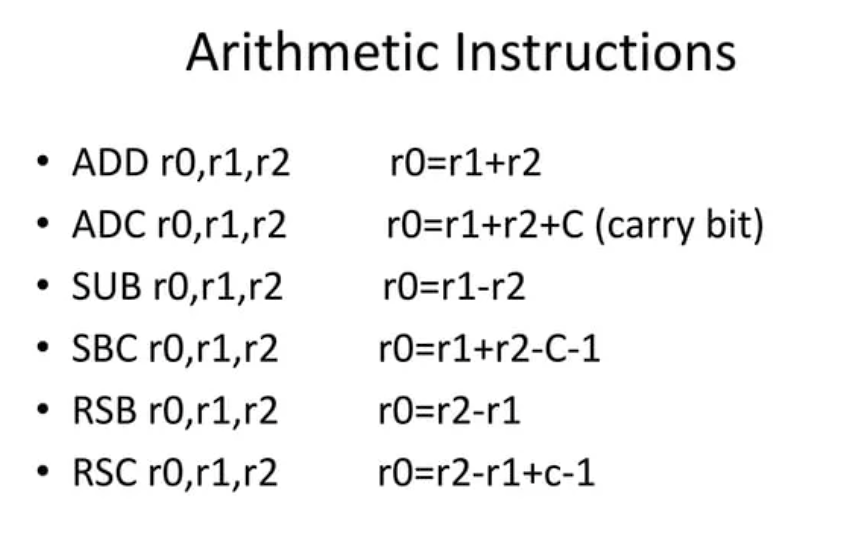 Arithmetic Instructions
• ADD r0,r1,r2 r0=r1+r2
• ADC r0,r1,r2 r0=r1+r2+C (carry bit)
• SUB r0,r1,r2 r0=r1-r2
• SBC r0,r1,r2 r0=r1+r2-C-1
• RSB r0,r1,r2 r0=r2-r1
• RSC r0,r1,r2 r0=r2-r1+c-1